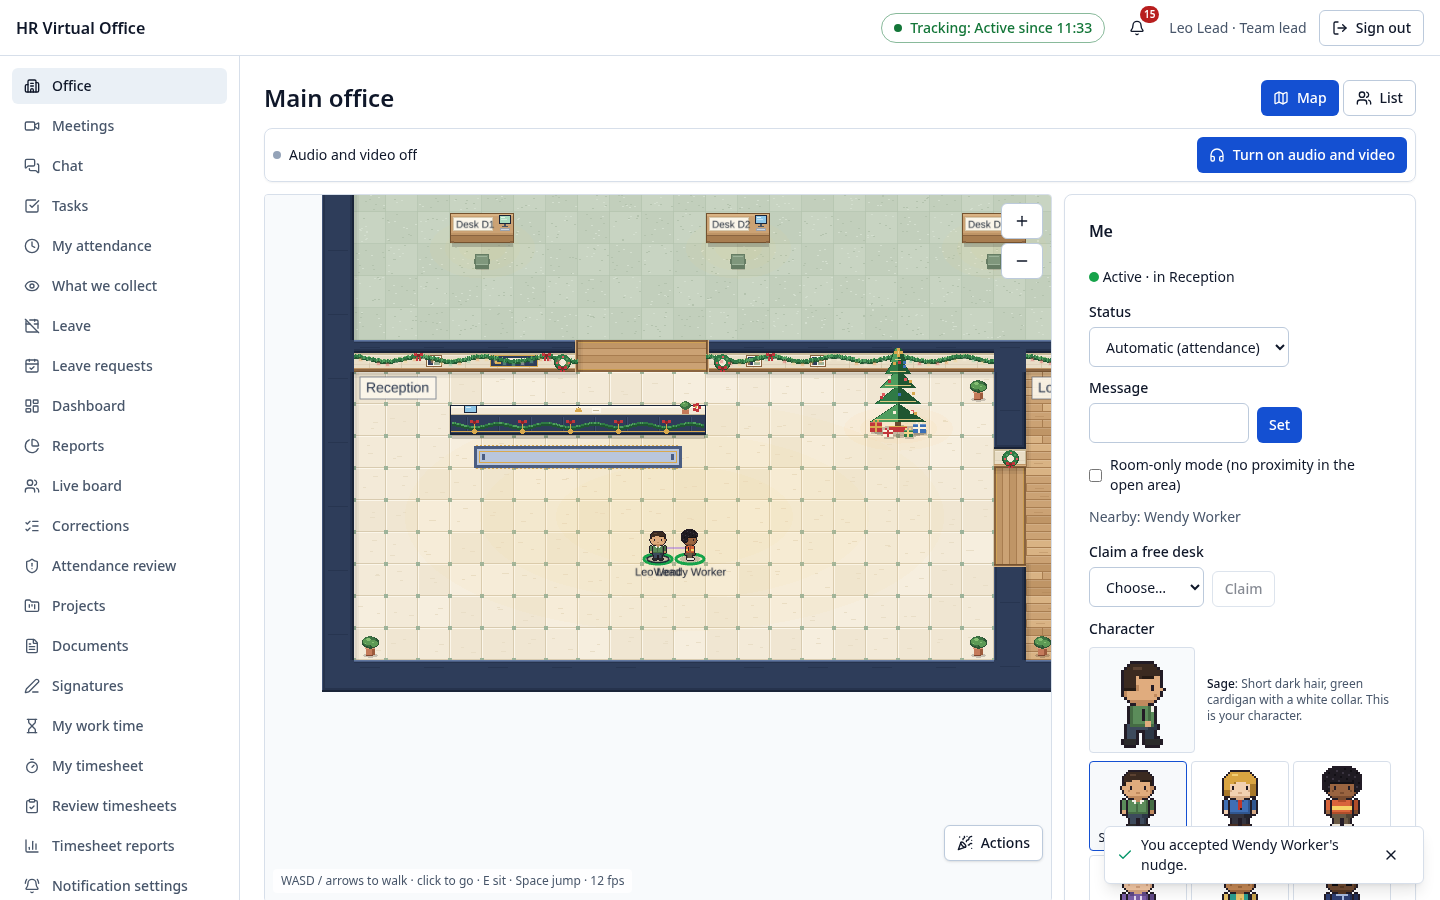 HR Virtual Office
Tracking: Active since 11:33
15
Leo Lead · Team lead
Sign out
Office
Meetings
Chat
Tasks
My attendance
What we collect
Leave
Leave requests
Dashboard
Reports
Live board
Corrections
Attendance review
Projects
Documents
Signatures
My work time
My timesheet
Review timesheets
Timesheet reports
Notification settings
Main office
Map
List
Audio and video off
Turn on audio and video
Desk D1
Desk D2
Desk D
+
−
Reception
Lo
Leo
Wendy Worker
Actions
WASD / arrows to walk · click to go · E sit · Space jump · 12 fps
Me
Active · in Reception
Status
Automatic (attendance)
Message
Set
Room-only mode (no proximity in the
open area)
Nearby: Wendy Worker
Claim a free desk
Choose...
Claim
Character
Sage: Short dark hair, green
cardigan with a white collar. This
is your character.
S
You accepted Wendy Worker's
nudge.